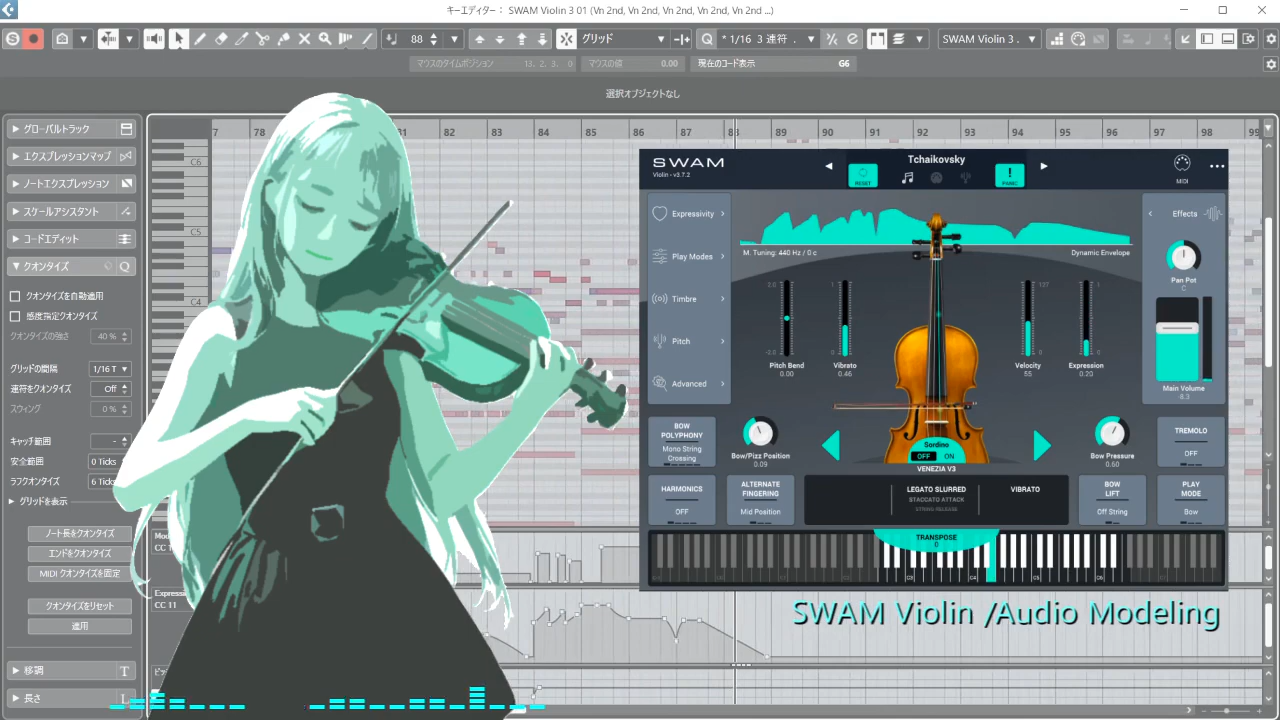 キーエディター： SWAM Violin 3 01 (Vn 2nd, Vn 2nd, Vn 2nd, Vn 2nd, Vn 2nd ...)
88
グリッド
Q * 1/16 3 連符 .
SWAM Violin 3 .
マウスのタイムポジション 13. 2. 3. 0
マウスの値 0.00
現在のコード表示 G6
選択オブジェクトなし
グローバルトラック
エクスプレッションマップ
ノートエクスプレッション
スケールアシスタント
コードエディット
クオンタイズ
クオンタイズを自動適用
感度指定クオンタイズ
クオンタイズの強さ 40 %
グリッドの間隔 1/16 T
連符をクオンタイズ Off
スウィング 0 %
キャッチ範囲 -
安全範囲 0 Ticks
ラフクオンタイズ 6 Tick
グリッドを表示
ノート長をクオンタイズ
エンドをクオンタイズ
MIDI クオンタイズを固定
クオンタイズをリセット
適用
移調
長さ
7 78 81 82 83 84 85 86 87 88 89 90 91 92 93 94 95 96 97 98 99
C6
C5
C4
CC 1
Expressi
CC 11
SWAM
Violin - v3.7.2
Tchaikovsky
RESET
PANIC
MIDI
Expressivity
Play Modes
Timbre
Pitch
Advanced
M. Tuning: 440 Hz / 0 c
Dynamic Envelope
Effects
Pan Pot
C
Main Volume
-8.3
Pitch Bend
0.00
Vibrato
0.46
Velocity
55
Expression
0.20
BOW POLYPHONY
Mono String
Crossing
Bow/Pizz Position
0.09
Sordino
OFF ON
VENEZIA V3
Bow Pressure
0.60
TREMOLO
OFF
HARMONICS
OFF
ALTERNATE
FINGERING
Mid Position
LEGATO SLURRED
STACCATO ATTACK
STRING RELEASE
VIBRATO
BOW
LIFT
Off String
PLAY
MODE
Bow
TRANSPOSE
0
C3 C4 C5 C6
SWAM Violin /Audio Modeling